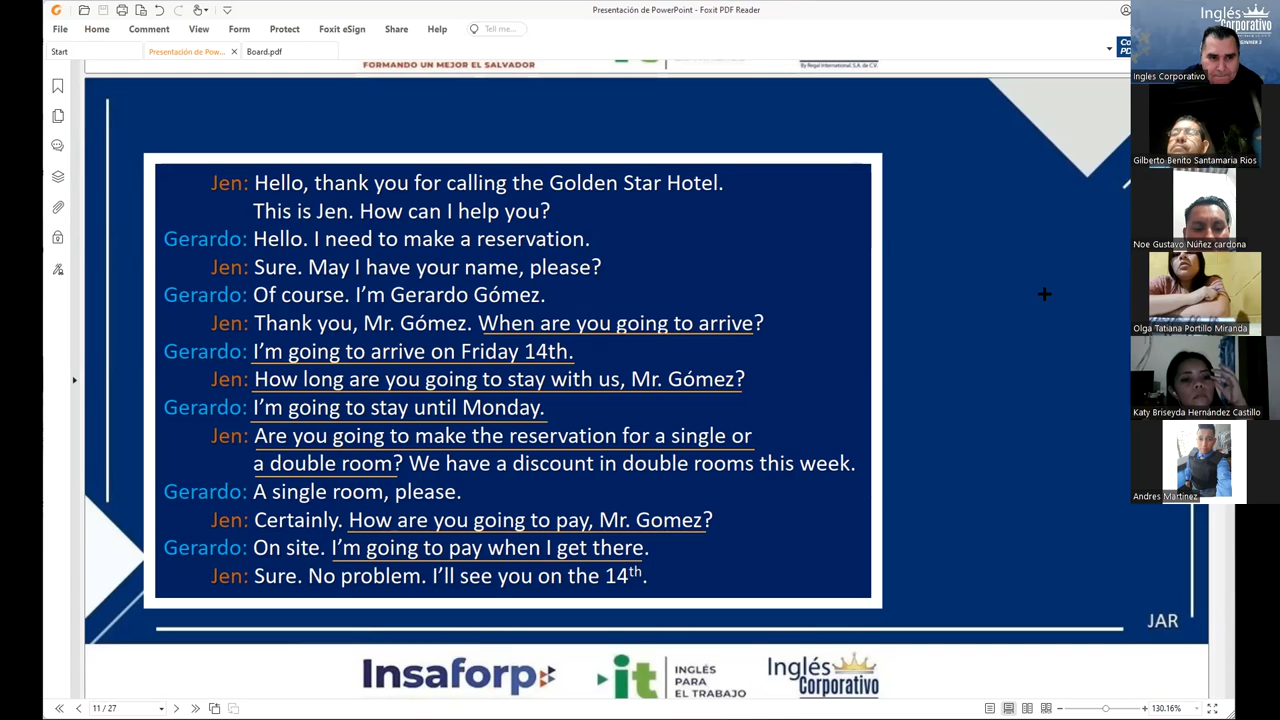 Presentación de PowerPoint - Foxit PDF Reader
File Home Comment View Form Protect Foxit eSign Share Help Tell me...
Start Presentación de Pow... Board.pdf
FORMANDO UN MEJOR EL SALVADOR
By Regal International, S.A. de C.V.
Jen: Hello, thank you for calling the Golden Star Hotel.
This is Jen. How can I help you?
Gerardo: Hello. I need to make a reservation.
Jen: Sure. May I have your name, please?
Gerardo: Of course. I'm Gerardo Gómez.
Jen: Thank you, Mr. Gómez. When are you going to arrive?
Gerardo: I'm going to arrive on Friday 14th.
Jen: How long are you going to stay with us, Mr. Gómez?
Gerardo: I'm going to stay until Monday.
Jen: Are you going to make the reservation for a single or
a double room? We have a discount in double rooms this week.
Gerardo: A single room, please.
Jen: Certainly. How are you going to pay, Mr. Gomez?
Gerardo: On site. I'm going to pay when I get there.
Jen: Sure. No problem. I'll see you on the 14th.
JAR
Insaforp
it
INGLÉS
PARA
EL TRABAJO
Inglés
Corporativo
11 / 27
130.16%
Inglés
Corporativo
Ingles Corporativo
Gilberto Benito Santamaria Rios
Noe Gustavo Núñez cardona
Olga Tatiana Portillo Miranda
Katy Briseyda Hernández Castillo
Andres Martinez